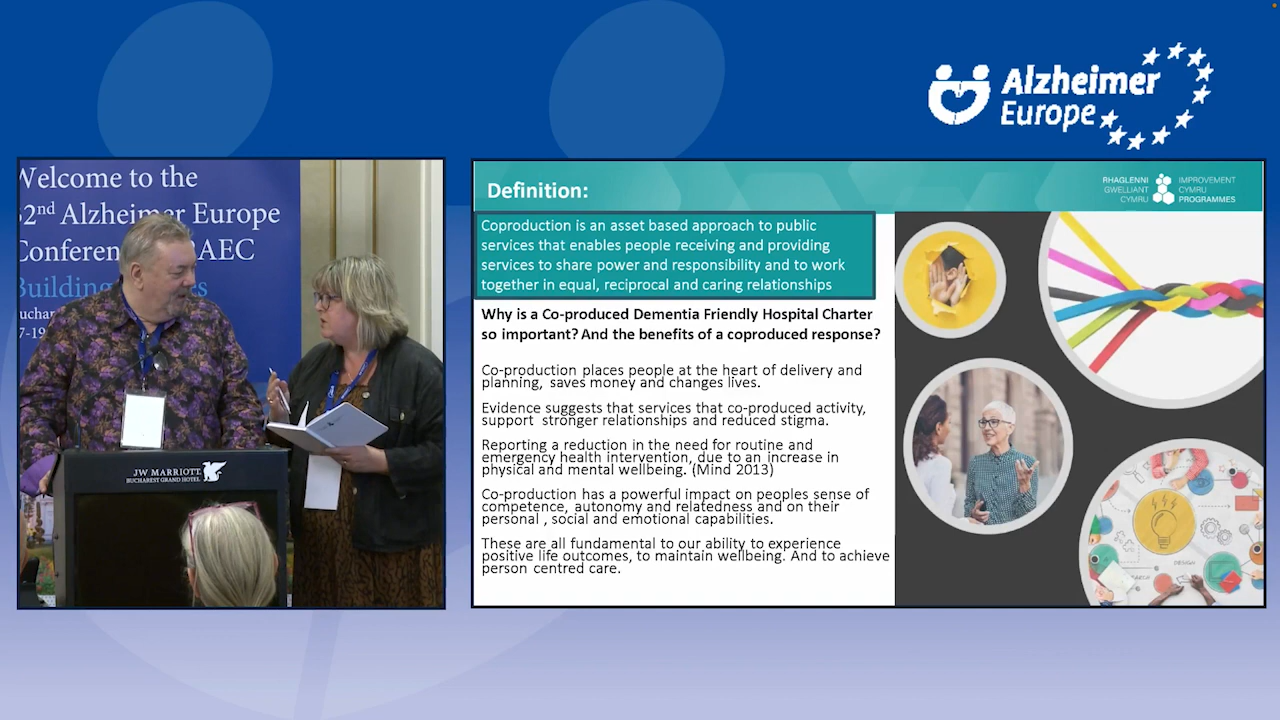 Alzheimer
Europe
Welcome to the
2nd Alzheimer Europe
Conference AEC
Building
17-19
JW MARRIOTT
BUCHAREST GRAND HOTEL
Definition:
RHAGLENNI
GWELLIANT
CYMRU
IMPROVEMENT
CYMRU
PROGRAMMES
Coproduction is an asset based approach to public
services that enables people receiving and providing
services to share power and responsibility and to work
together in equal, reciprocal and caring relationships
Why is a Co-produced Dementia Friendly Hospital Charter
so important? And the benefits of a coproduced response?
Co-production places people at the heart of delivery and
planning, saves money and changes lives.
Evidence suggests that services that co-produced activity,
support stronger relationships and reduced stigma.
Reporting a reduction in the need for routine and
emergency health intervention, due to an increase in
physical and mental wellbeing. (Mind 2013)
Co-production has a powerful impact on peoples sense of
competence, autonomy and relatedness and on their
personal , social and emotional capabilities.
These are all fundamental to our ability to experience
positive life outcomes, to maintain wellbeing. And to achieve
person centred care.
DESIGN